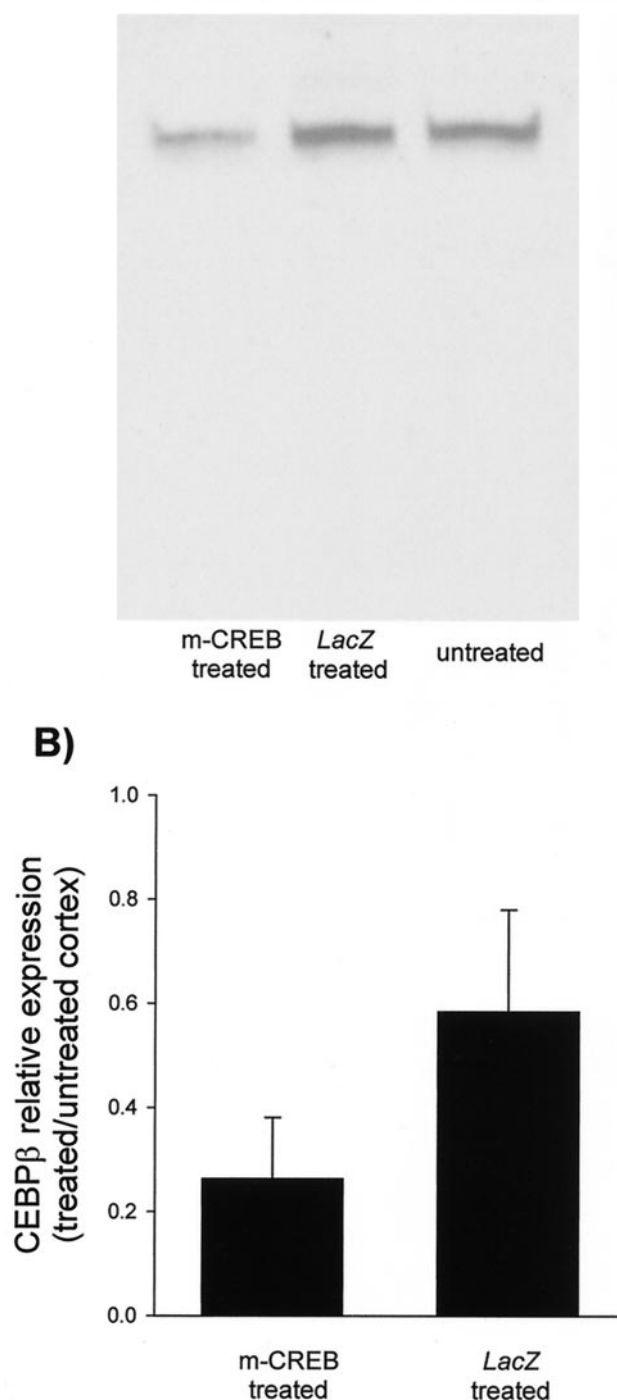 m-CREB treated
LacZ treated
untreated
B)
CEBPβ relative expression
(treated/untreated cortex)
1.0
0.8
0.6
0.4
0.2
0.0
m-CREB treated
LacZ treated